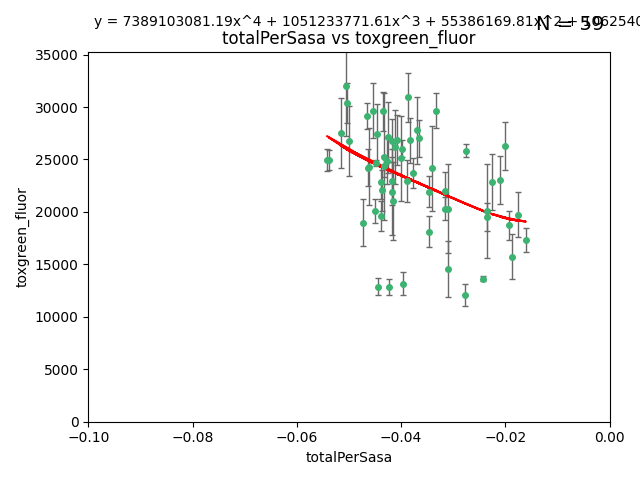 y = 7389103081.19x^4 + 1051233771.61x^3 + 55386169.81x^2 +
N = 59
totalPerSasa vs toxgreen_fluor
35000
30000
25000
20000
15000
10000
5000
0
toxgreen_fluor
−0.10
−0.08
−0.06
−0.04
−0.02
0.00
totalPerSasa